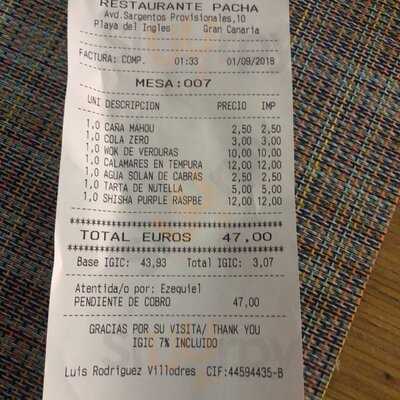 RESTAURANTE PACHA
Avd.Sargentos Provisionales,10
Playa del Ingles Gran Canaria
FACTURA: COMP. 01:33 01/09/2018
MESA:007
UNI DESCRIPCION PRECIO IMP
1,0 CAÑA MAHOU 2,50 2,50
1,0 COLA ZERO 3,00 3,00
1,0 WOK DE VERDURAS 10,00 10,00
1,0 CALAMARES EN TEMPURA 12,00 12,00
1,0 AGUA SOLAN DE CABRAS 2,50 2,50
1,0 TARTA DE NUTELLA 5,00 5,00
1,0 SHISHA PURPLE RASPBE 12,00 12,00
TOTAL EUROS 47,00
Base IGIC: 43,93 Total IGIC: 3,07
Atentida/o por: Ezequiel
PENDIENTE DE COBRO 47,00
GRACIAS POR SU VISITA/ THANK YOU
IGIC 7% INCLUIDO
Luis Rodriguez Villodres CIF:44594435-B